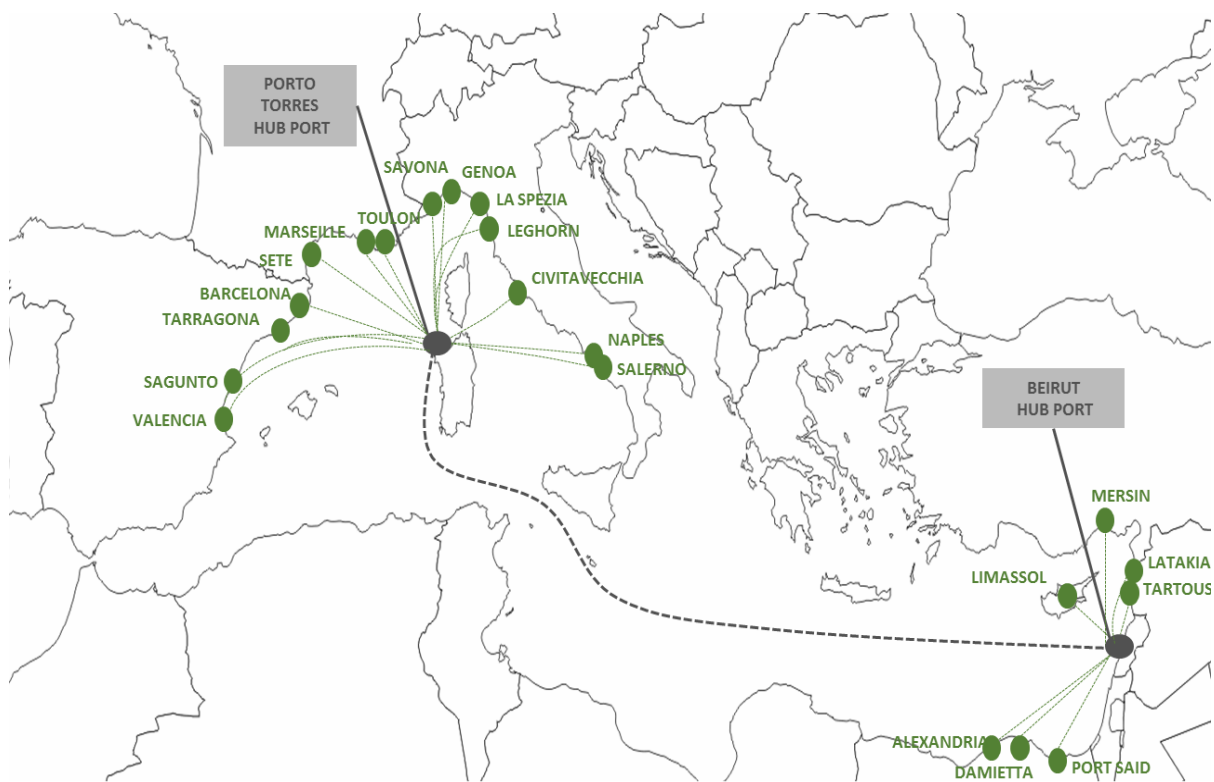 PORTO
TORRES
HUB PORT
SAVONA
GENOA
LA SPEZIA
TOULON
LEGHORN
MARSEILLE
SETE
CIVITAVECCHIA
BARCELONA
TARRAGONA
NAPLES
SALERNO
SAGUNTO
VALENCIA
BEIRUT
HUB PORT
MERSIN
LATAKIA
LIMASSOL
TARTOUS
ALEXANDRIA
DAMIETTA
PORT SAID